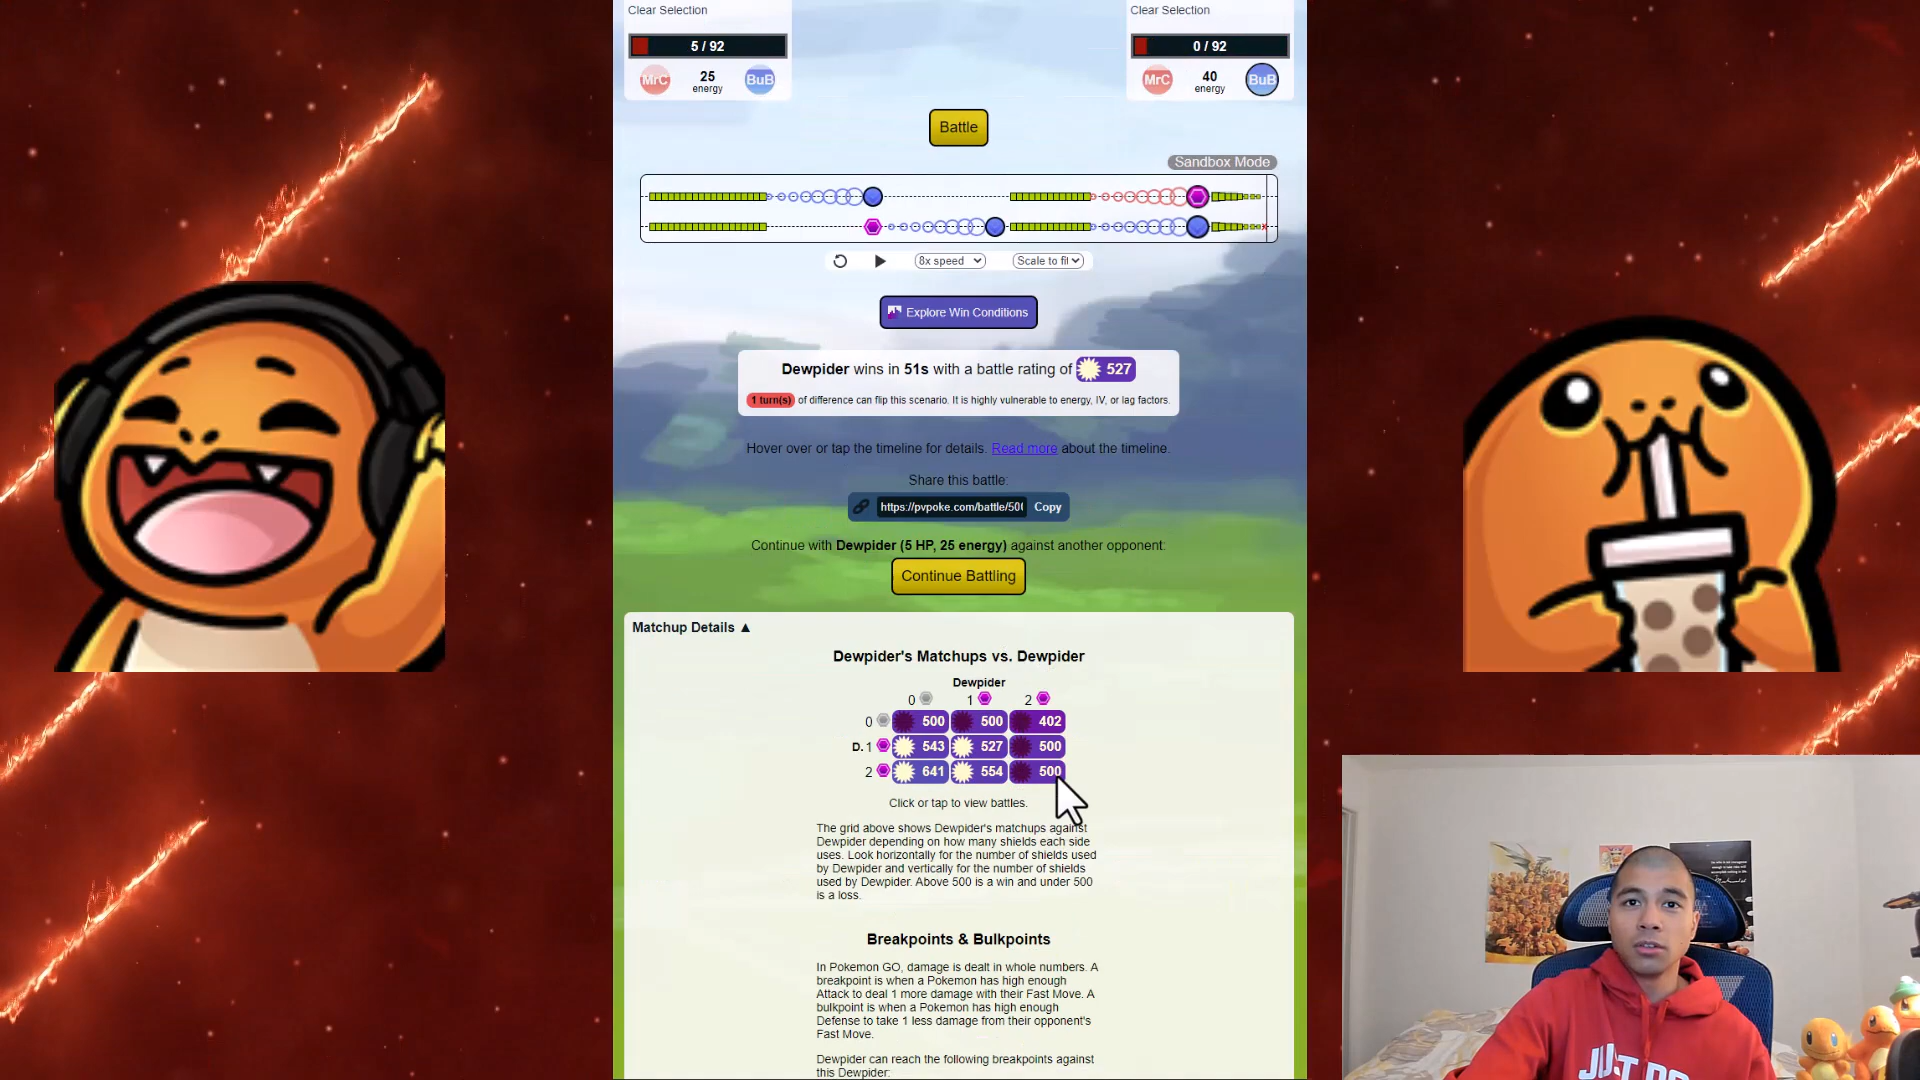 Clear Selection
Clear Selection
5 / 92
0 / 92
MrC
25
energy
BuB
MrC
40
energy
BuB
Battle
Sandbox Mode
8x speed
Scale to fit
Explore Win Conditions
Dewpider wins in 51s with a battle rating of 527
1 turn(s) of difference can flip this scenario. It is highly vulnerable to energy, IV, or lag factors.
Hover over or tap the timeline for details. Read more about the timeline.
Share this battle:
https://pvpoke.com/battle/500
Copy
Continue with Dewpider (5 HP, 25 energy) against another opponent:
Continue Battling
Matchup Details ▲
Dewpider's Matchups vs. Dewpider
Dewpider
0 1 2
0 500 500 402
D. 1 543 527 500
2 641 554 500
Click or tap to view battles.
The grid above shows Dewpider's matchups against
Dewpider depending on how many shields each side
uses. Look horizontally for the number of shields used
by Dewpider and vertically for the number of shields
used by Dewpider. Above 500 is a win and under 500
is a loss.
Breakpoints & Bulkpoints
In Pokemon GO, damage is dealt in whole numbers. A
breakpoint is when a Pokemon has high enough
Attack to deal 1 more damage with their Fast Move. A
bulkpoint is when a Pokemon has high enough
Defense to take 1 less damage from their opponent's
Fast Move.
Dewpider can reach the following breakpoints against
this Dewpider:
JUST DO